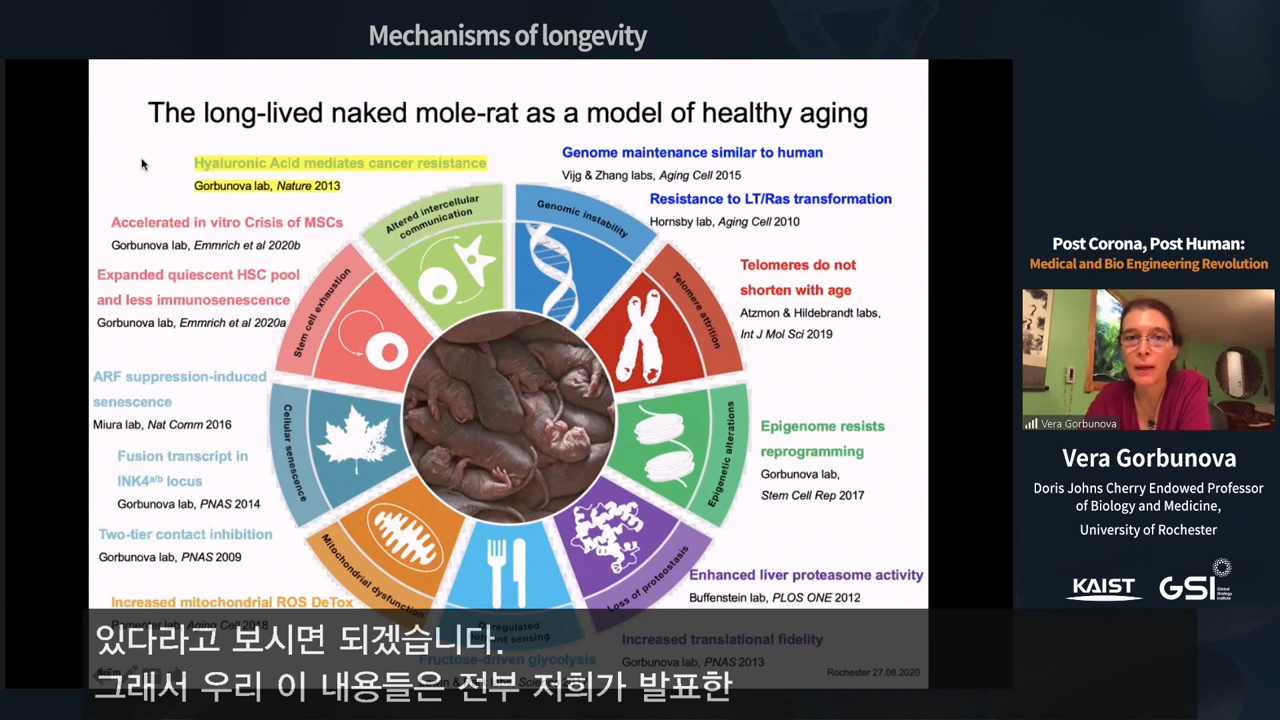 Mechanisms of longevity
The long-lived naked mole-rat as a model of healthy aging
Hyaluronic Acid mediates cancer resistance
Gorbunova lab, Nature 2013
Genome maintenance similar to human
Vijg & Zhang labs, Aging Cell 2015
Resistance to LT/Ras transformation
Hornsby lab, Aging Cell 2010
Accelerated in vitro Crisis of MSCs
Gorbunova lab, Emmrich et al 2020b
Expanded quiescent HSC pool
and less immunosenescence
Gorbunova lab, Emmrich et al 2020a
Telomeres do not
shorten with age
Atzmon & Hildebrandt labs,
Int J Mol Sci 2019
ARF suppression-induced
senescence
Miura lab, Nat Comm 2016
Fusion transcript in
INK4a/b locus
Gorbunova lab, PNAS 2014
Two-tier contact inhibition
Gorbunova lab, PNAS 2009
Epigenome resists
reprogramming
Gorbunova lab,
Stem Cell Rep 2017
Enhanced liver proteasome activity
Buffenstein lab, PLOS ONE 2012
Increased mitochondrial ROS DeTox
Aging Cell 2018
Increased translational fidelity
Gorbunova lab, PNAS 2013
Fructose-driven glycolysis
Rochester 27.08.2020
Altered intercellular
communication
Genomic instability
Telomere attrition
Epigenetic alterations
Loss of proteostasis
Deregulated
nutrient sensing
Mitochondrial dysfunction
Cellular senescence
Stem cell exhaustion
있다라고 보시면 되겠습니다.
그래서 우리 이 내용들은 전부 저희가 발표한
Post Corona, Post Human:
Medical and Bio Engineering Revolution
Vera Gorbunova
Vera Gorbunova
Doris Johns Cherry Endowed Professor
of Biology and Medicine,
University of Rochester
KAIST
GSI
Global
Strategy
Institute